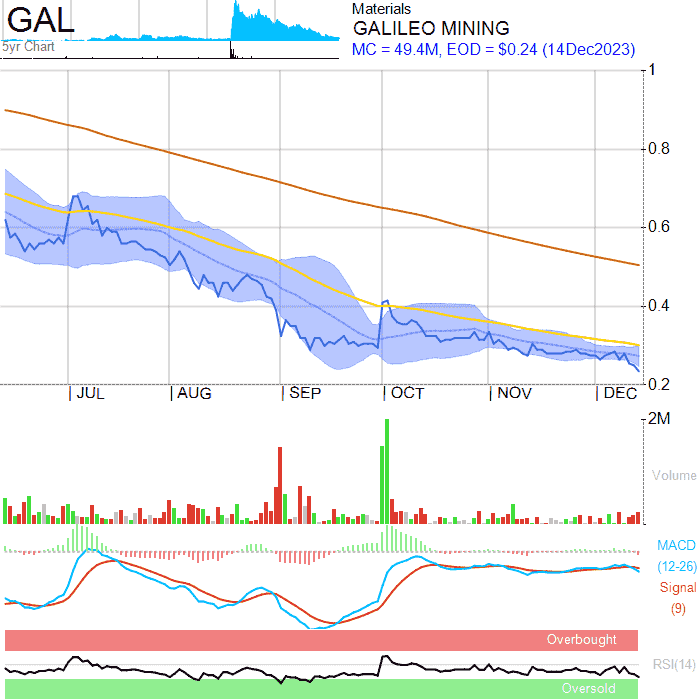 GAL
5yr Chart
Materials
GALILEO MINING
MC = 49.4M, EOD = $0.24 (14Dec2023)
1
0.8
0.6
0.4
0.2
JUL
AUG
SEP
OCT
NOV
DEC
2M
Volume
MACD
(12-26)
Signal
(9)
Overbought
RSI(14)
Oversold